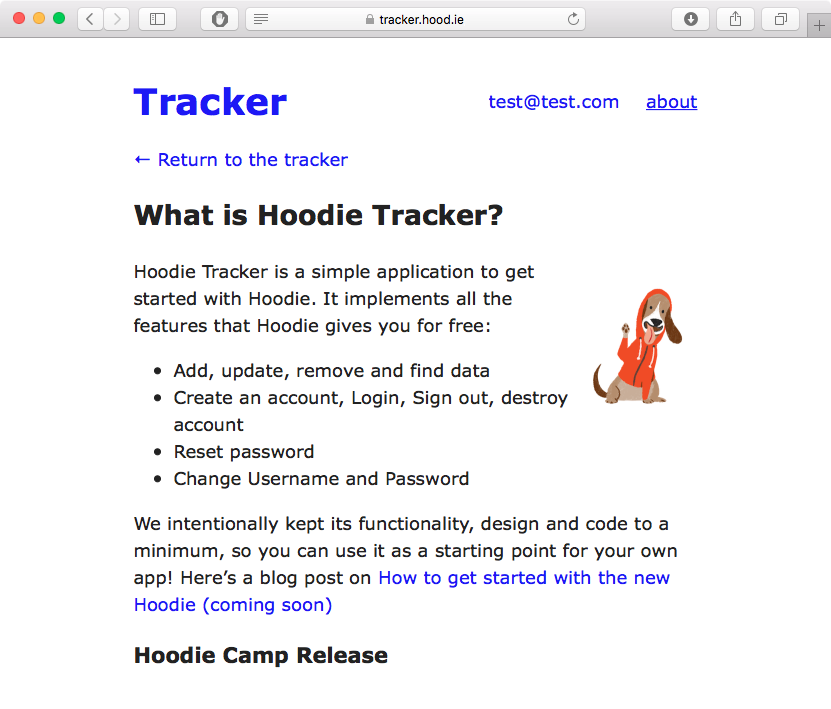 tracker.hood.ie
Tracker
test@test.com about
← Return to the tracker
What is Hoodie Tracker?
Hoodie Tracker is a simple application to get
started with Hoodie. It implements all the
features that Hoodie gives you for free:
• Add, update, remove and find data
• Create an account, Login, Sign out, destroy
account
• Reset password
• Change Username and Password
We intentionally kept its functionality, design and code to a
minimum, so you can use it as a starting point for your own
app! Here’s a blog post on How to get started with the new
Hoodie (coming soon)
Hoodie Camp Release